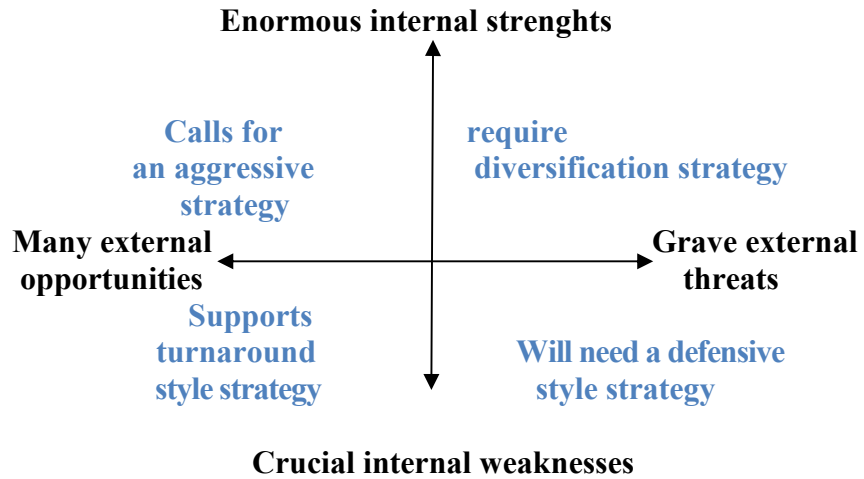 Enormous internal strenghts
Calls for
an aggressive
strategy
require
diversification strategy
Many external
opportunities
Grave external
threats
Supports
turnaround
style strategy
Will need a defensive
style strategy
Crucial internal weaknesses